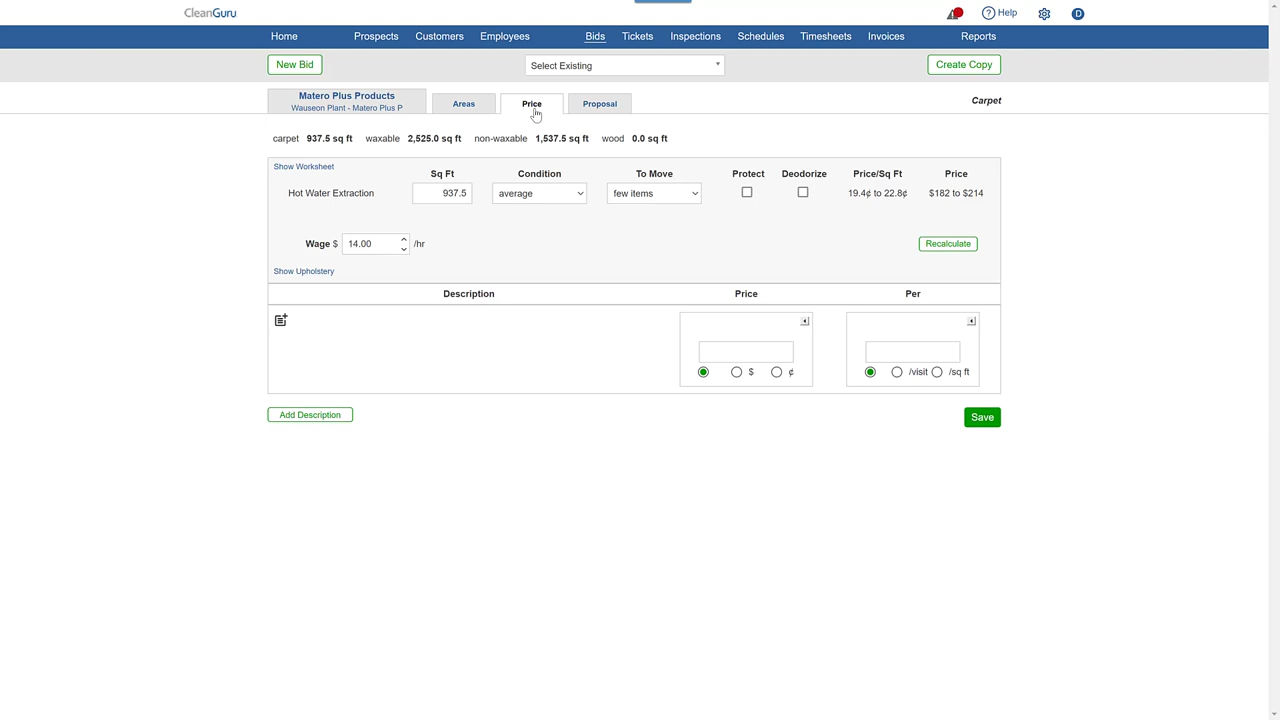 CleanGuru
Help
D
Home Prospects Customers Employees Bids Tickets Inspections Schedules Timesheets Invoices Reports
New Bid Select Existing Create Copy
Matero Plus Products
Wauseon Plant - Matero Plus P
Areas Price Proposal Carpet
carpet 937.5 sq ft waxable 2,525.0 sq ft non-waxable 1,537.5 sq ft wood 0.0 sq ft
Show Worksheet
Sq Ft Condition To Move Protect Deodorize Price/Sq Ft Price
Hot Water Extraction 937.5 average few items 19.4¢ to 22.8¢ $182 to $214
Wage $ 14.00 /hr Recalculate
Show Upholstery
Description Price Per
$ ¢ /visit /sq ft
Add Description Save